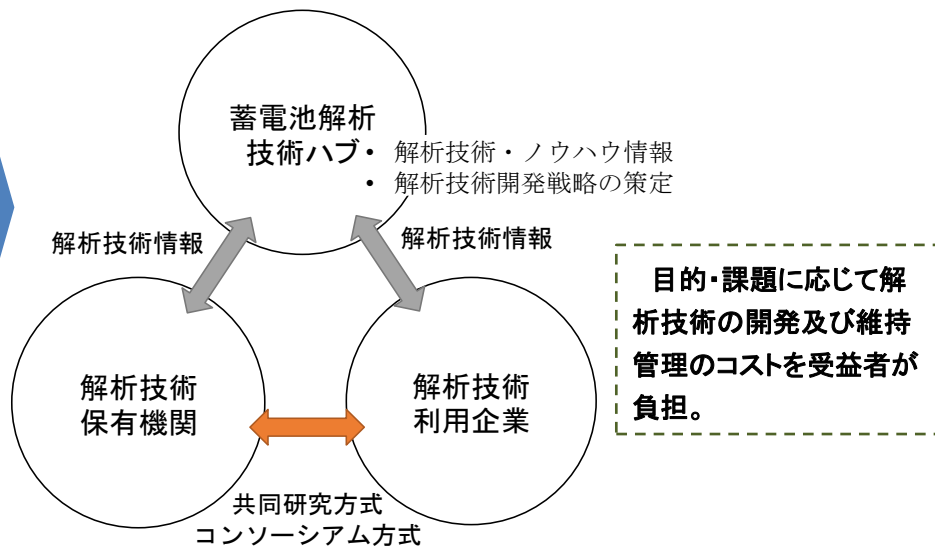 蓄電池解析
技術ハブ
• 解析技術・ノウハウ情報
• 解析技術開発戦略の策定
解析技術情報
解析技術情報
目的・課題に応じて解
析技術の開発及び維持
管理のコストを受益者が
負担。
解析技術
保有機関
解析技術
利用企業
共同研究方式
コンソーシアム方式